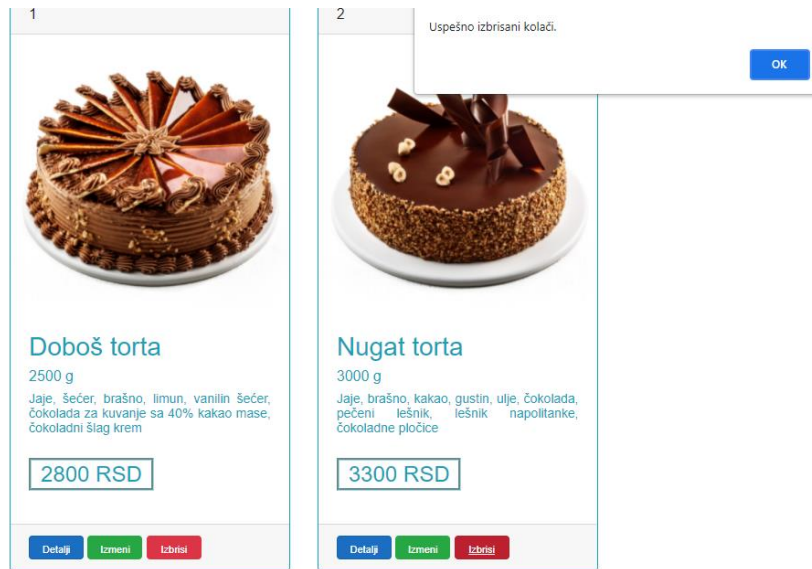 1
Doboš torta
2500 g
Jaje, šećer, brašno, limun, vanilin šećer,
čokolada za kuvanje sa 40% kakao mase,
čokoladni šlag krem
2800 RSD
Detalji
Izmeni
Izbrisi
2
Nugat torta
3000 g
Jaje, brašno, kakao, gustin, ulje, čokolada,
pečeni lešnik, lešnik napolitanke,
čokoladne pločice
3300 RSD
Detalji
Izmeni
Izbrisi
Uspešno izbrisani kolači.
OK